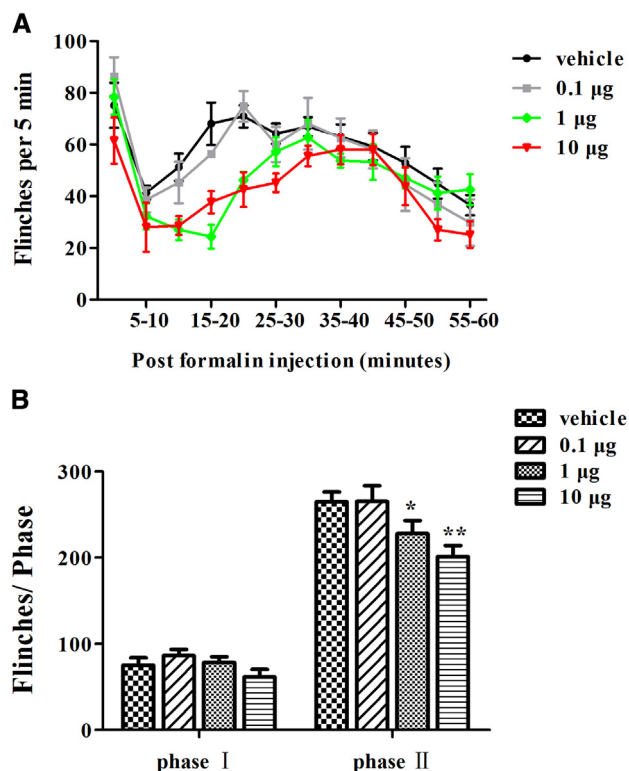 A
100
80
60
40
20
0
Flinches per 5 min
vehicle
0.1 μg
1 μg
10 μg
5-10 15-20 25-30 35-40 45-50 55-60
Post formalin injection (minutes)
B
vehicle
0.1 μg
1 μg
10 μg
300
200
100
0
Flinches/ Phase
*
**
phase Ⅰ phase Ⅱ